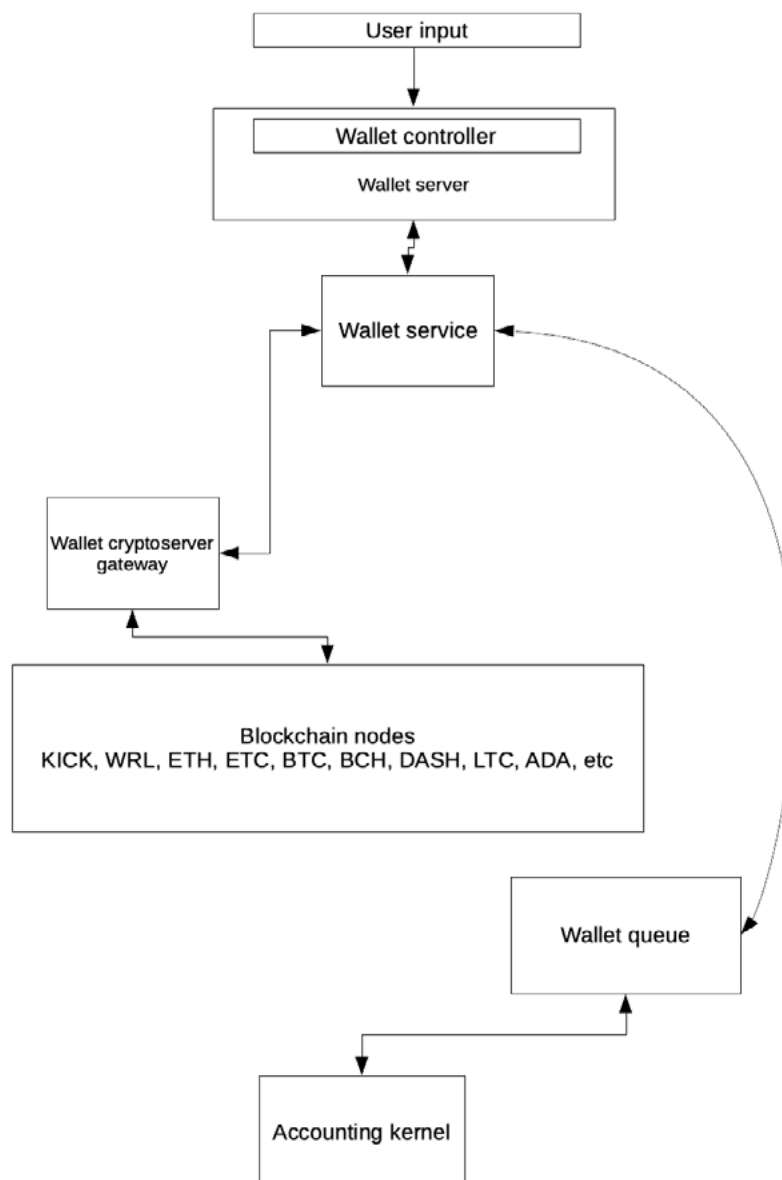 User input
Wallet controller
Wallet server
Wallet service
Wallet cryptoserver
gateway
Blockchain nodes
KICK, WRL, ETH, ETC, BTC, BCH, DASH, LTC, ADA, etc
Wallet queue
Accounting kernel